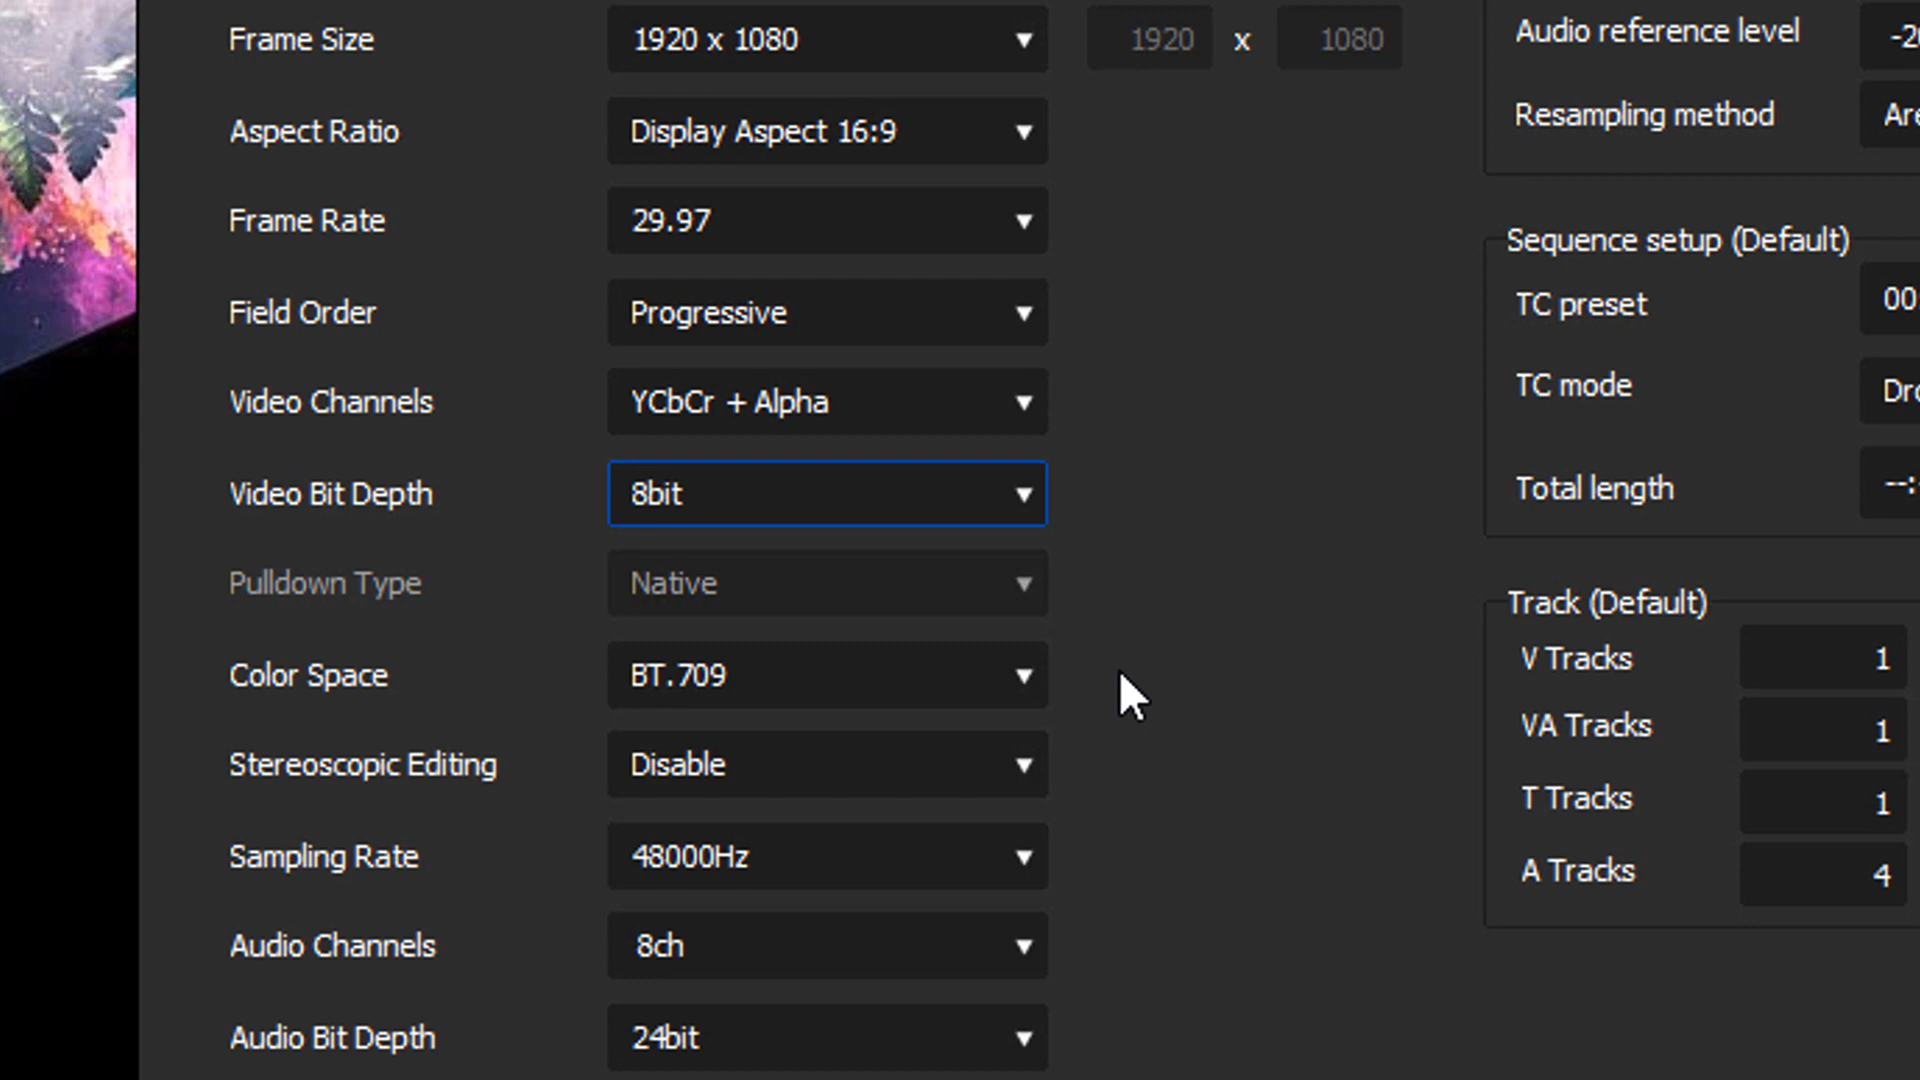 Frame Size 1920 x 1080 1920 x 1080
Aspect Ratio Display Aspect 16:9
Frame Rate 29.97
Field Order Progressive
Video Channels YCbCr + Alpha
Video Bit Depth 8bit
Pulldown Type Native
Color Space BT.709
Stereoscopic Editing Disable
Sampling Rate 48000Hz
Audio Channels 8ch
Audio Bit Depth 24bit
Audio reference level
Resampling method
Sequence setup (Default)
TC preset 00
TC mode
Total length --:
Track (Default)
V Tracks 1
VA Tracks 1
T Tracks 1
A Tracks 4